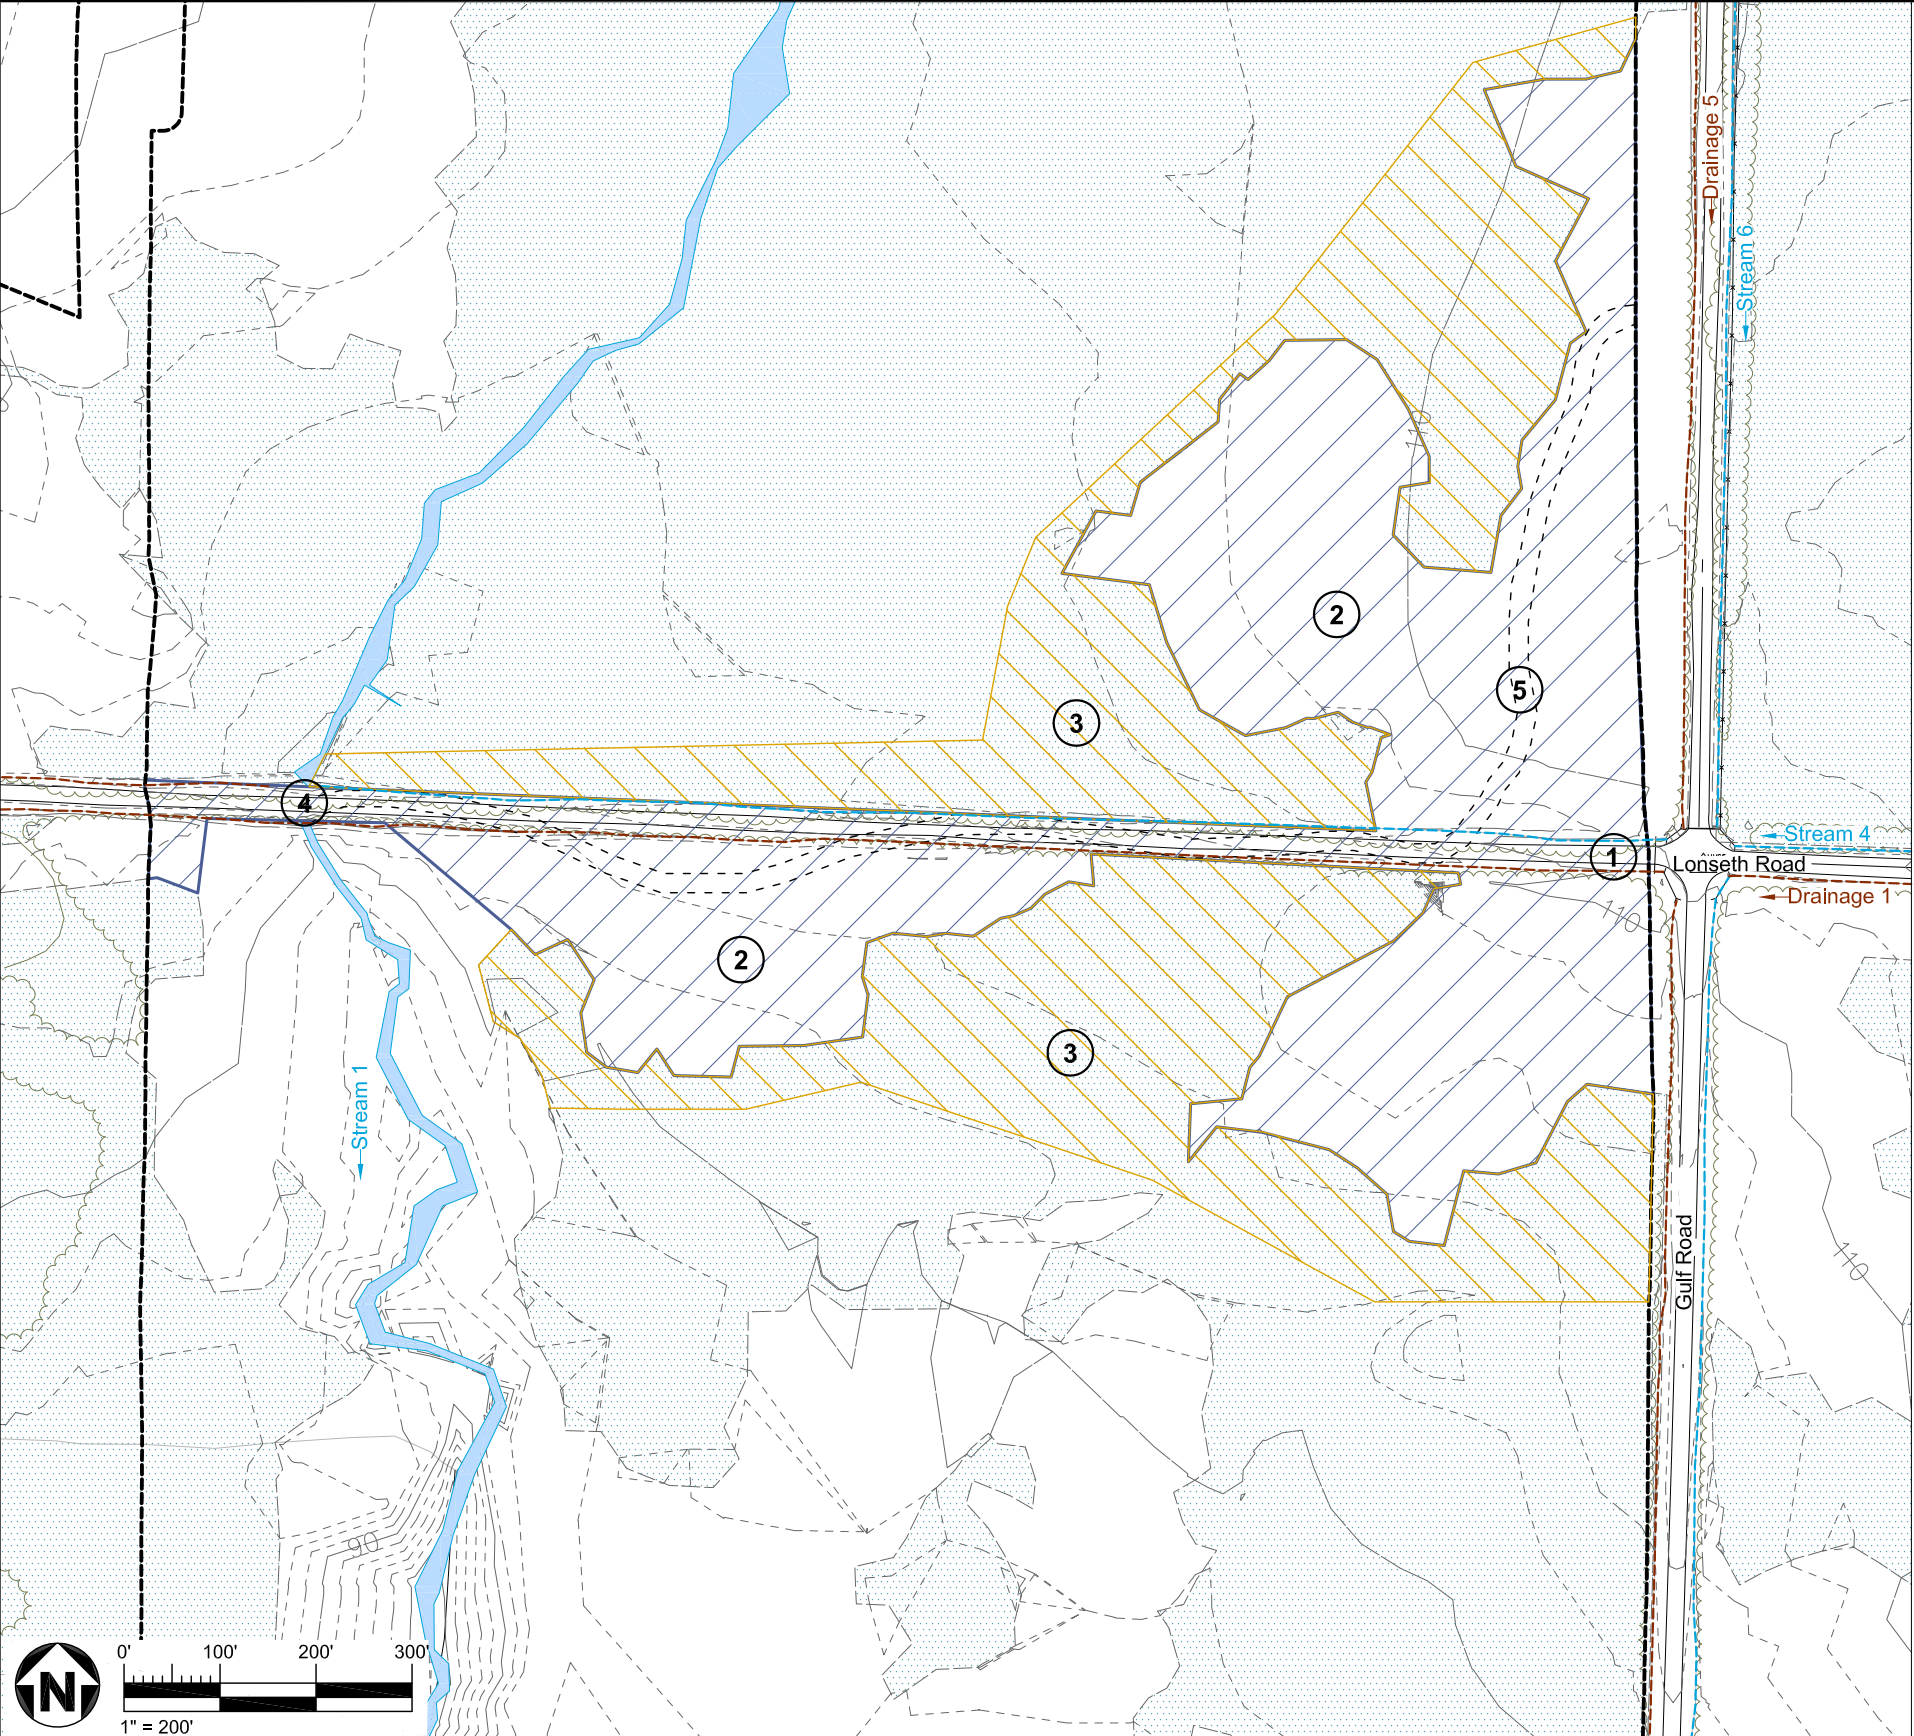 Drainage 5
Stream 6
110
2
5
3
4
1
Stream 4
Lonseth Road
Drainage 1
110
2
3
Stream 1
Gulf Road
110
90
N
0' 100' 200' 300'
1" = 200'